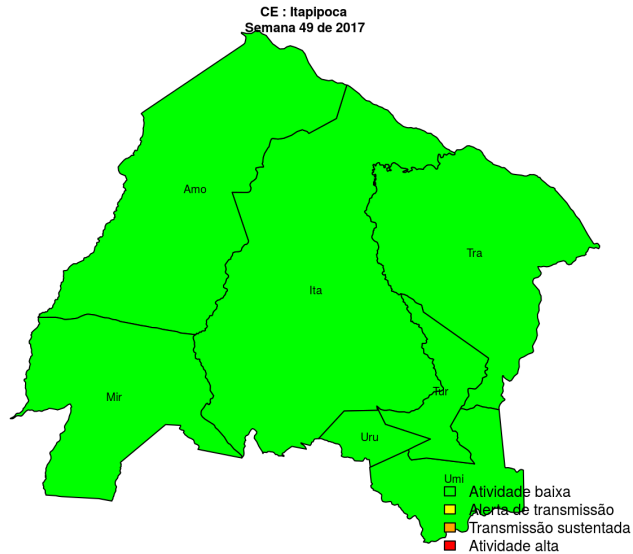 CE : Itapipoca
Semana 49 de 2017
Amo
Tra
Ita
Tur
Mir
Uru
Umi
Atividade baixa
Alerta de transmissão
Transmissão sustentada
Atividade alta